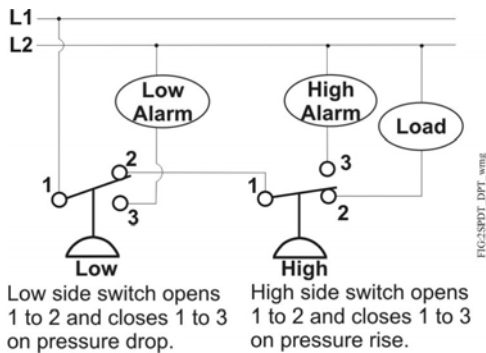 L1
L2
Low
Alarm
High
Alarm
Load
1
2
3
1
3
2
Low
High
Low side switch opens
1 to 2 and closes 1 to 3
on pressure drop.
High side switch opens
1 to 2 and closes 1 to 3
on pressure rise.
FIG:2SPDT_DPT_wmg